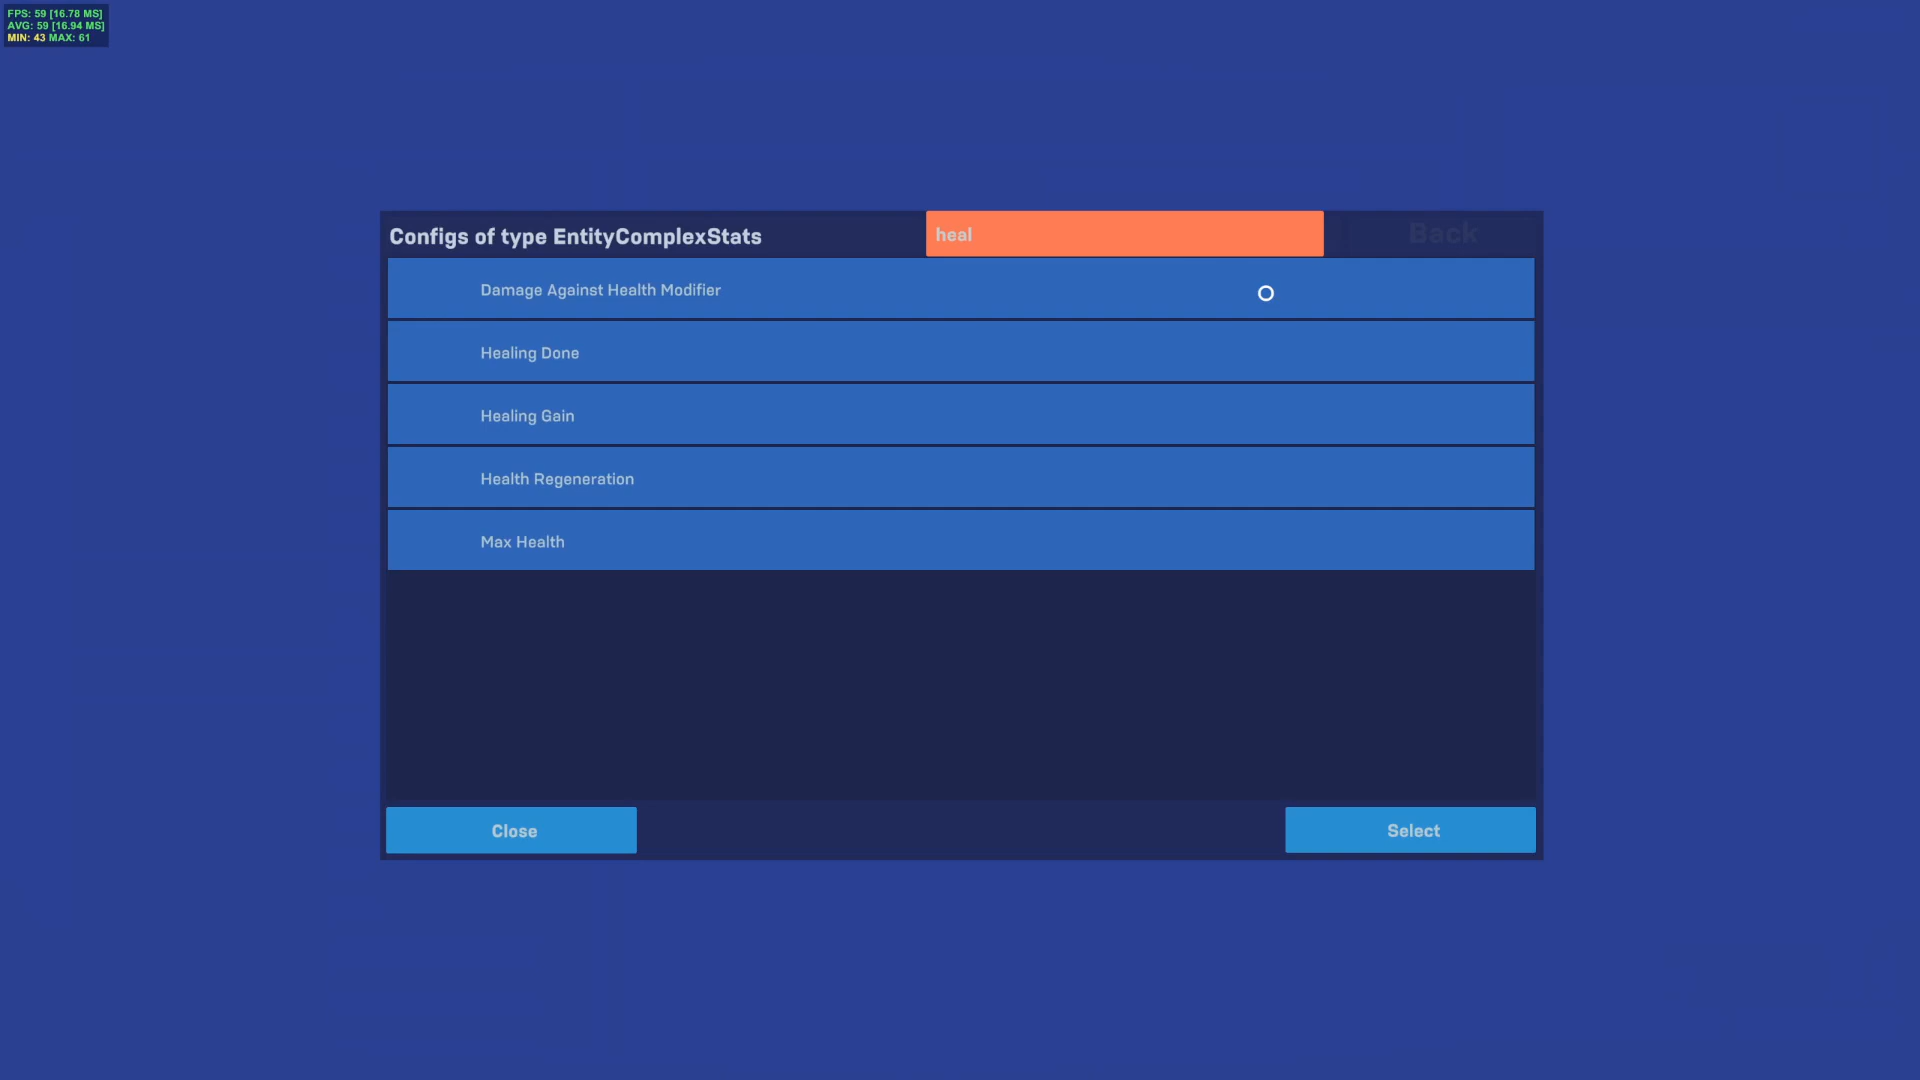 FPS: 59 [16.78 MS]
AVG: 59 [16.94 MS]
MIN: 43 MAX: 61
Configs of type EntityComplexStats
heal
Back
Damage Against Health Modifier
Healing Done
Healing Gain
Health Regeneration
Max Health
Close
Select